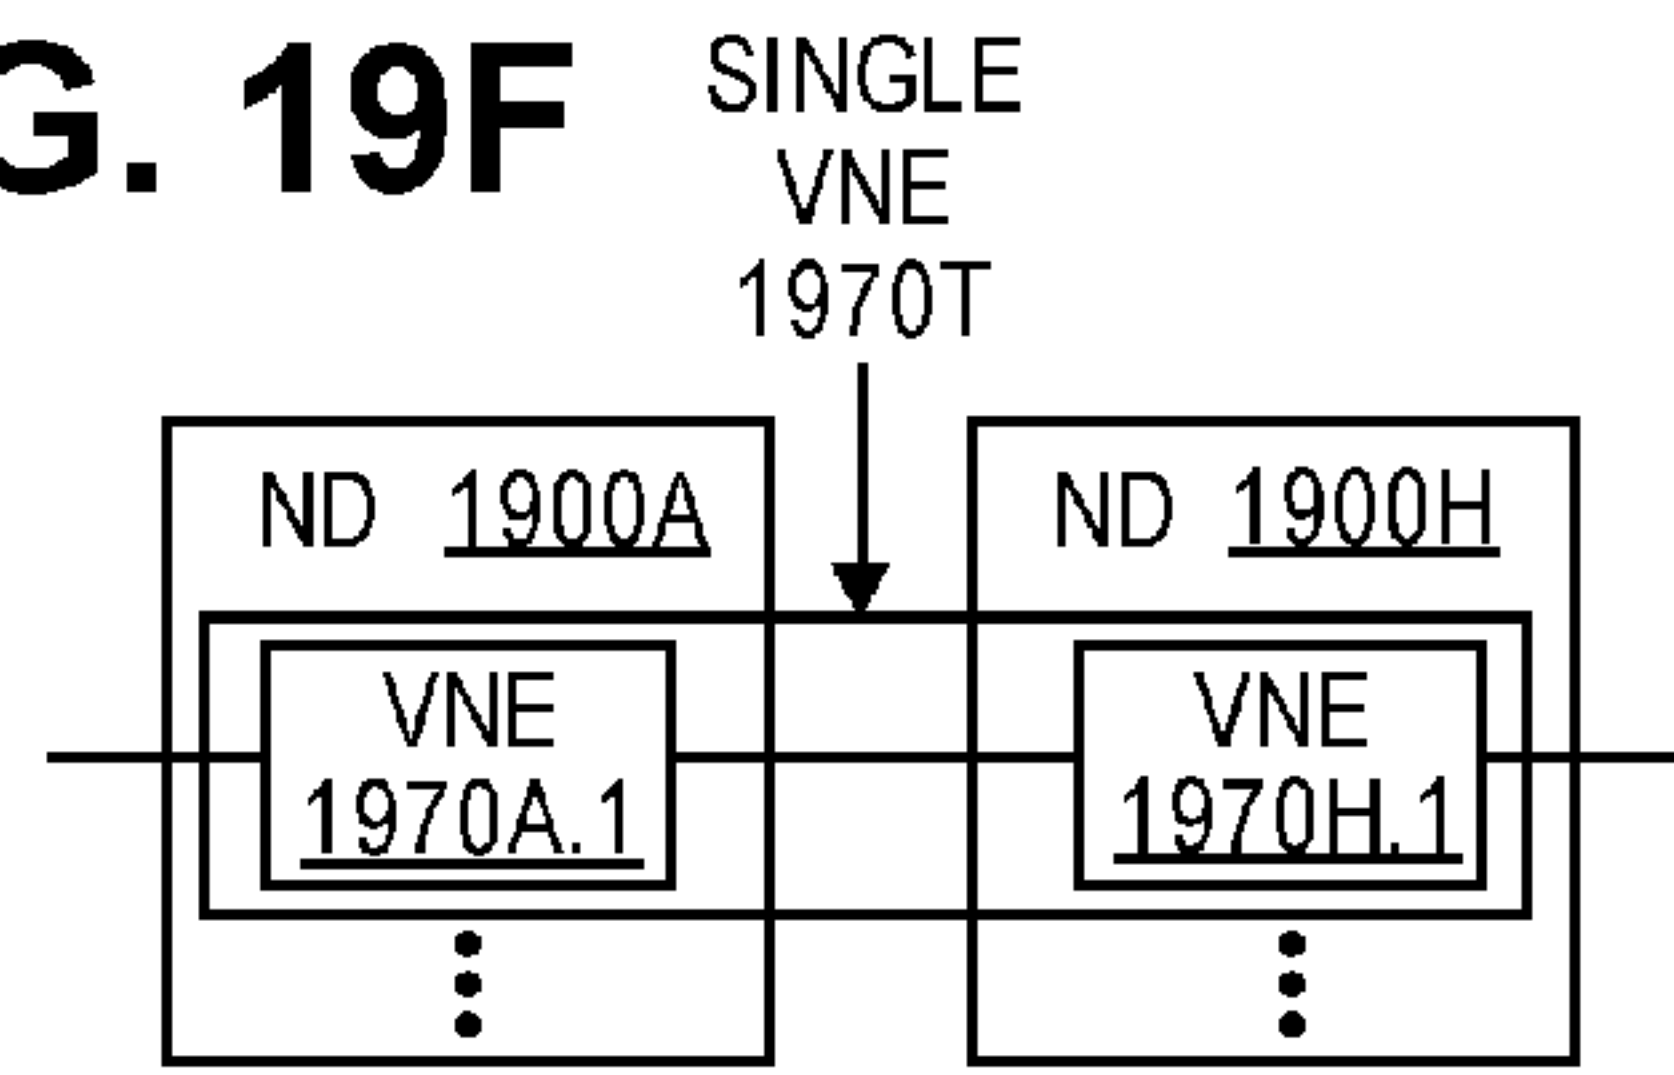 G. 19F
SINGLE
VNE
1970T
ND 1900A
ND 1900H
VNE
1970A.1
VNE
1970H.1